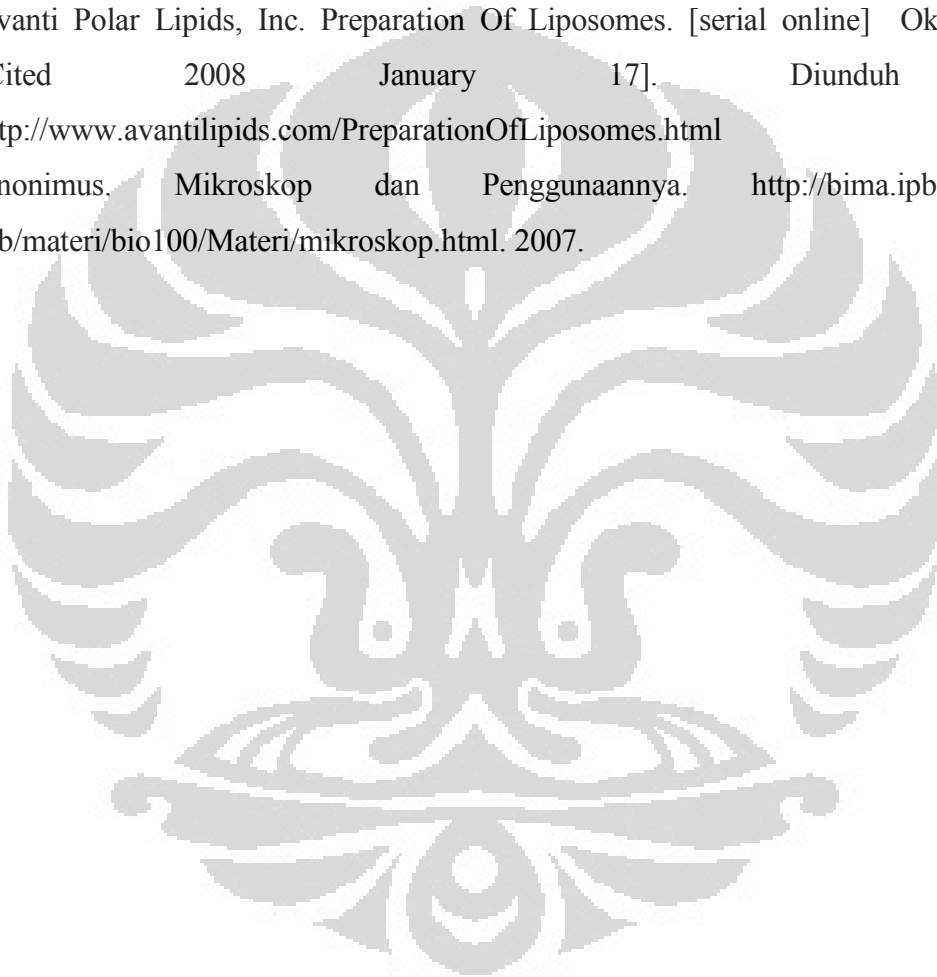 vanti Polar Lipids, Inc. Preparation Of Liposomes. [serial online] Ok
Cited 2008 January 17]. Diunduh
tp://www.avantilipids.com/PreparationOfLiposomes.html
nonimus. Mikroskop dan Penggunaannya. http://bima.ipb
b/materi/bio100/Materi/mikroskop.html. 2007.